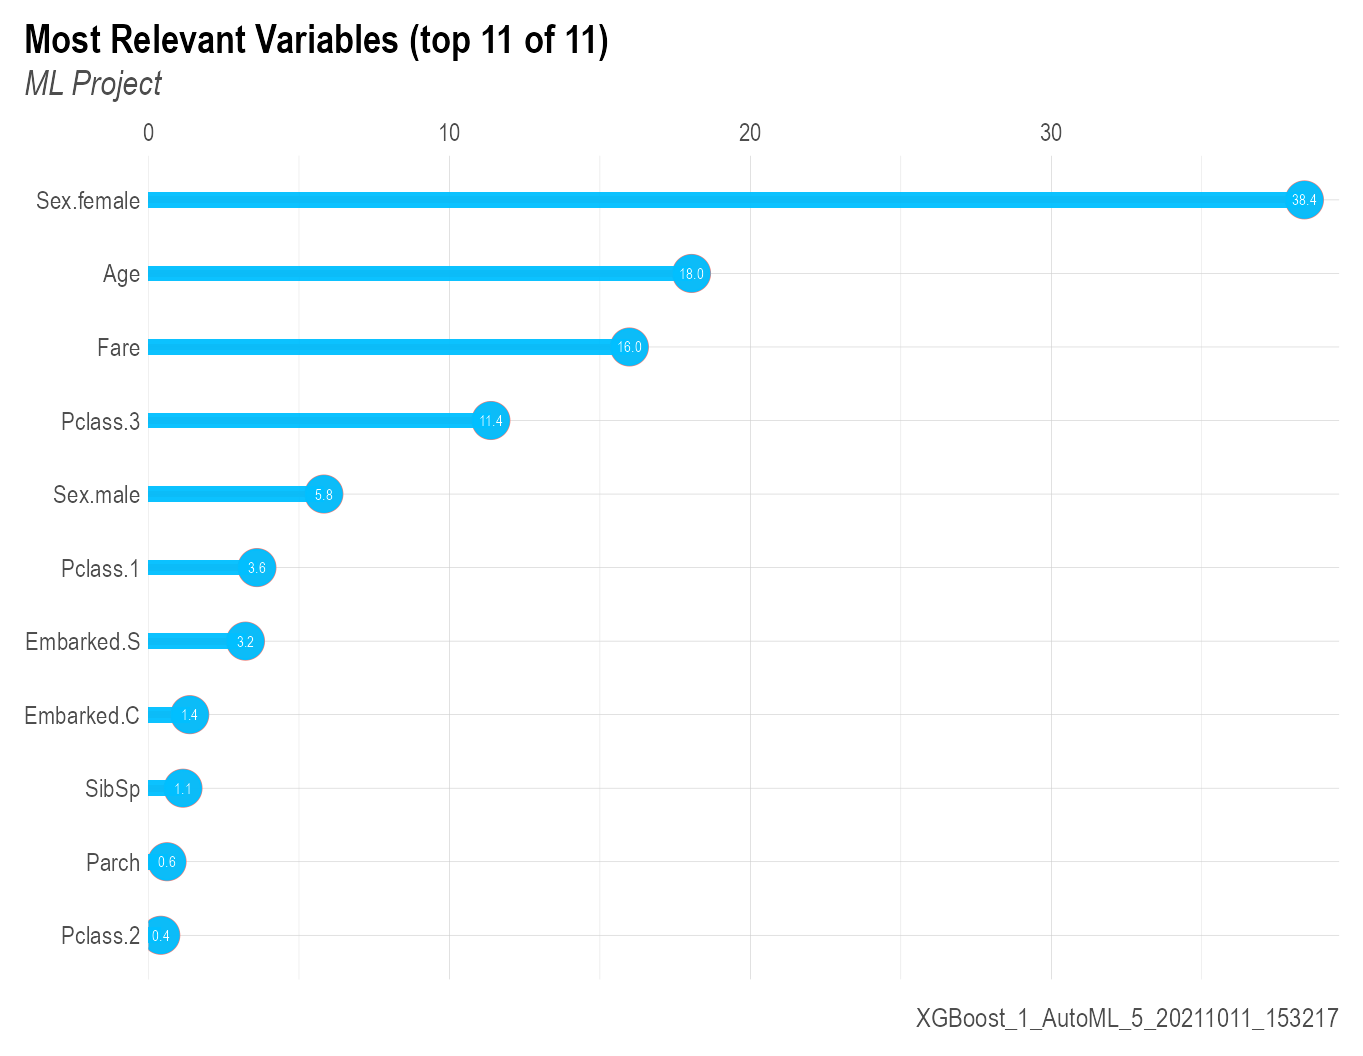 Most Relevant Variables (top 11 of 11)
ML Project
0 10 20 30
Sex.female 38.4
Age 18.0
Fare 16.0
Pclass.3 11.4
Sex.male 5.8
Pclass.1 3.6
Embarked.S 3.2
Embarked.C 1.4
SibSp 1.1
Parch 0.6
Pclass.2 0.4
XGBoost_1_AutoML_5_20211011_153217